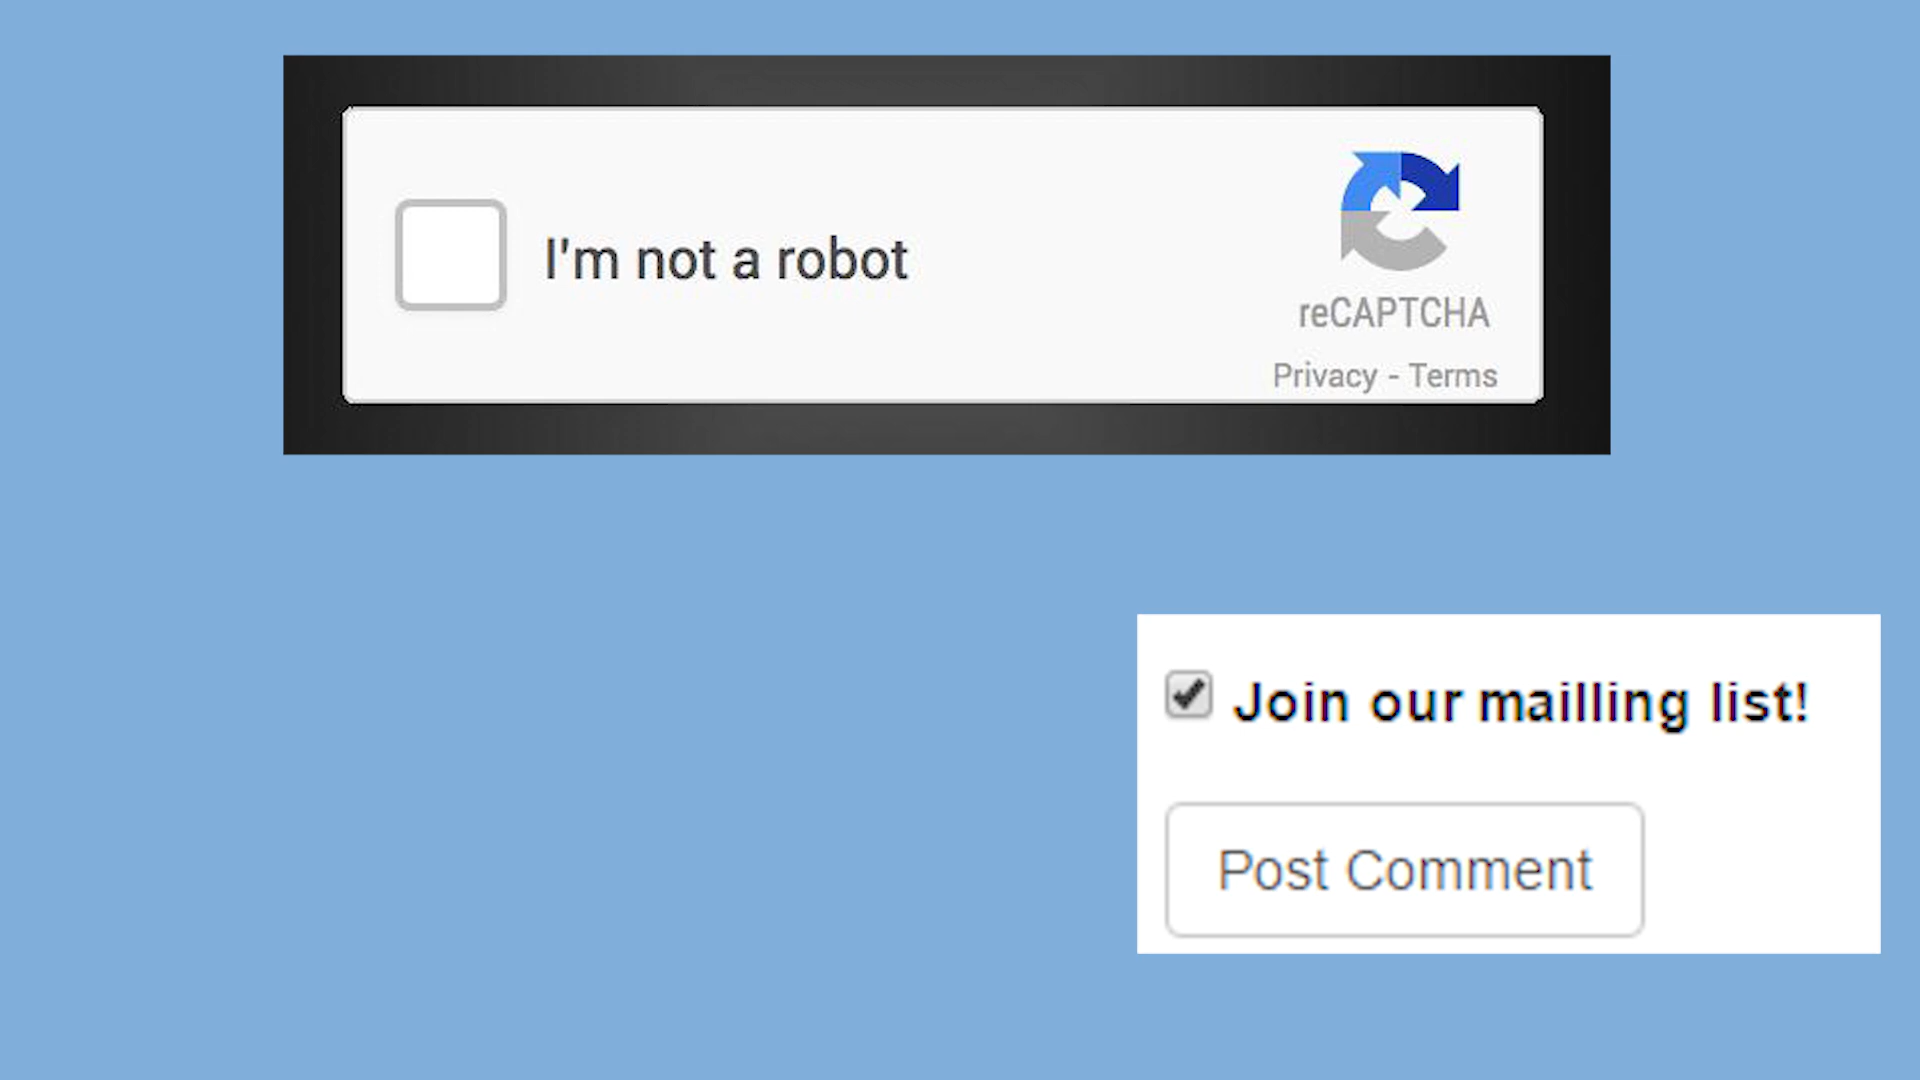 I'm not a robot
reCAPTCHA
Privacy - Terms
Join our mailling list!
Post Comment